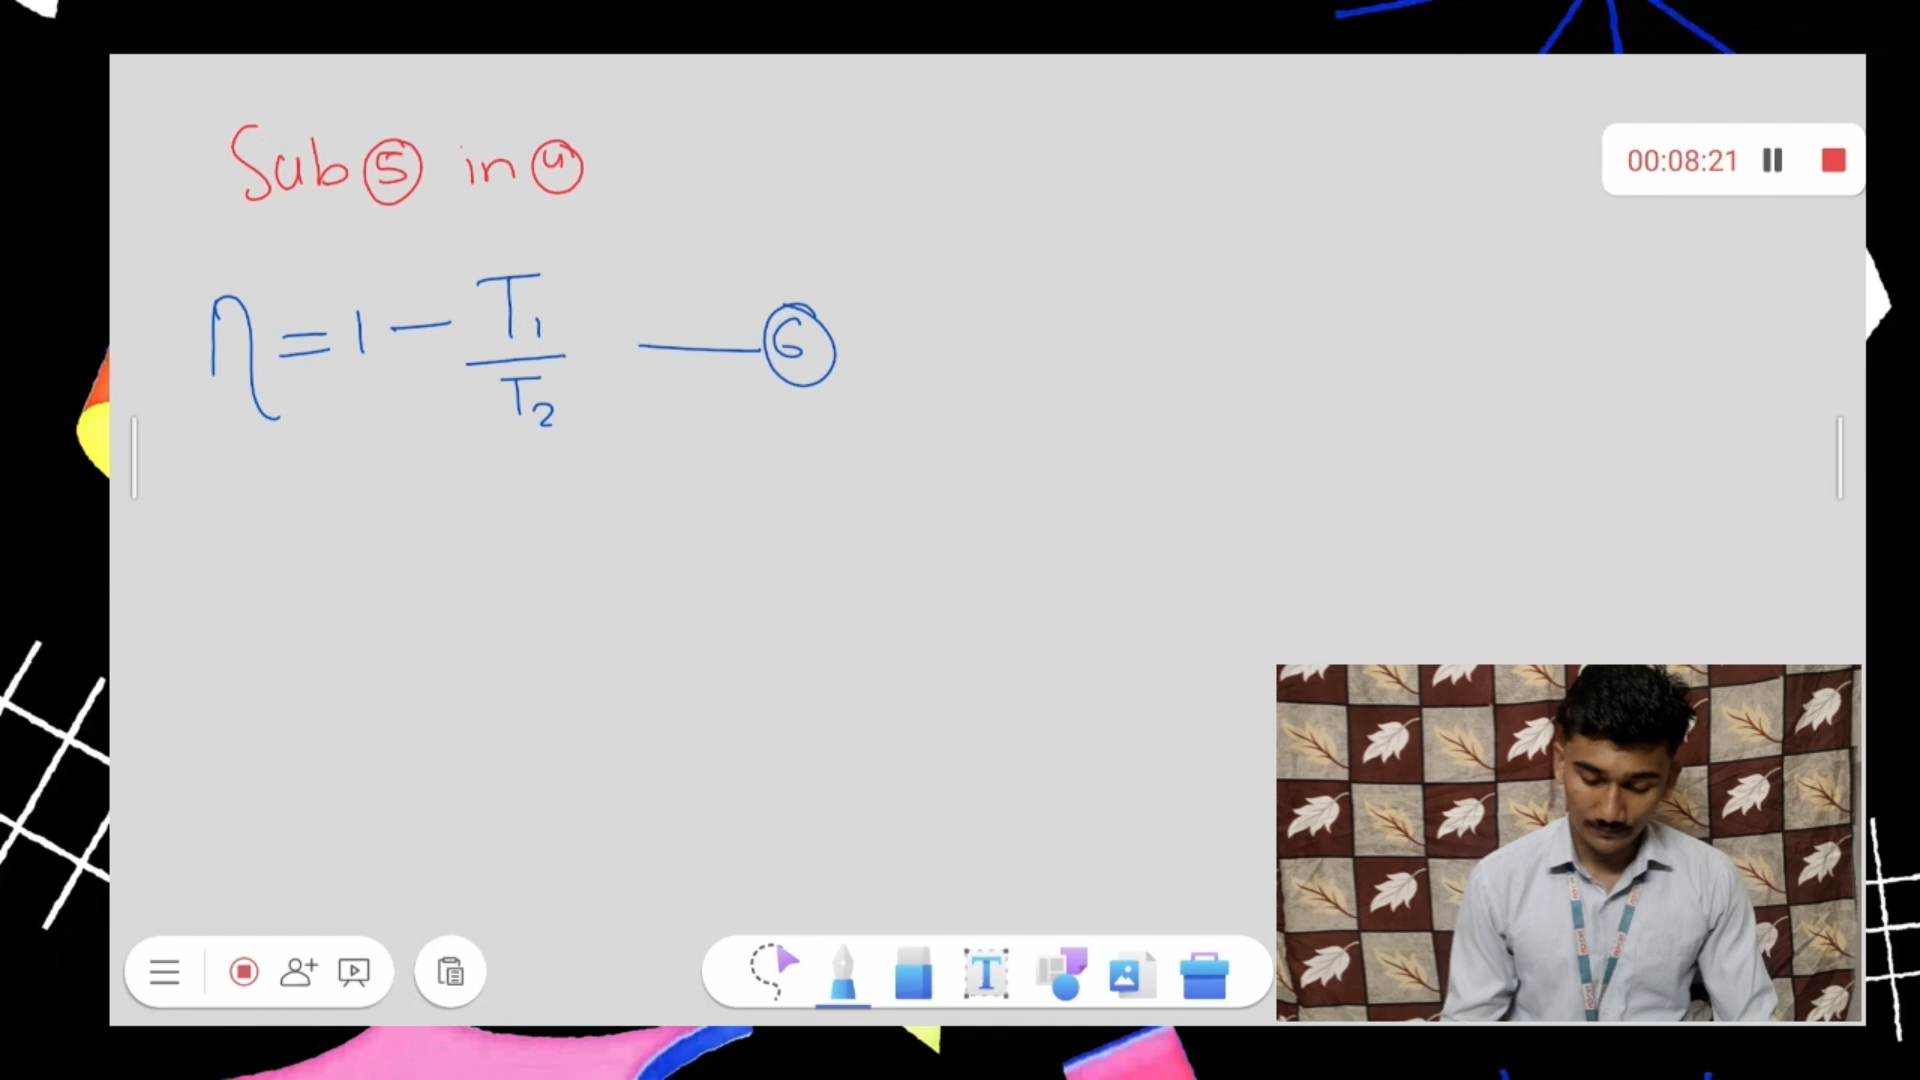 Sub ⑤ in ④
η = 1 - T₁/T₂ — ⑥
00:08:21
T